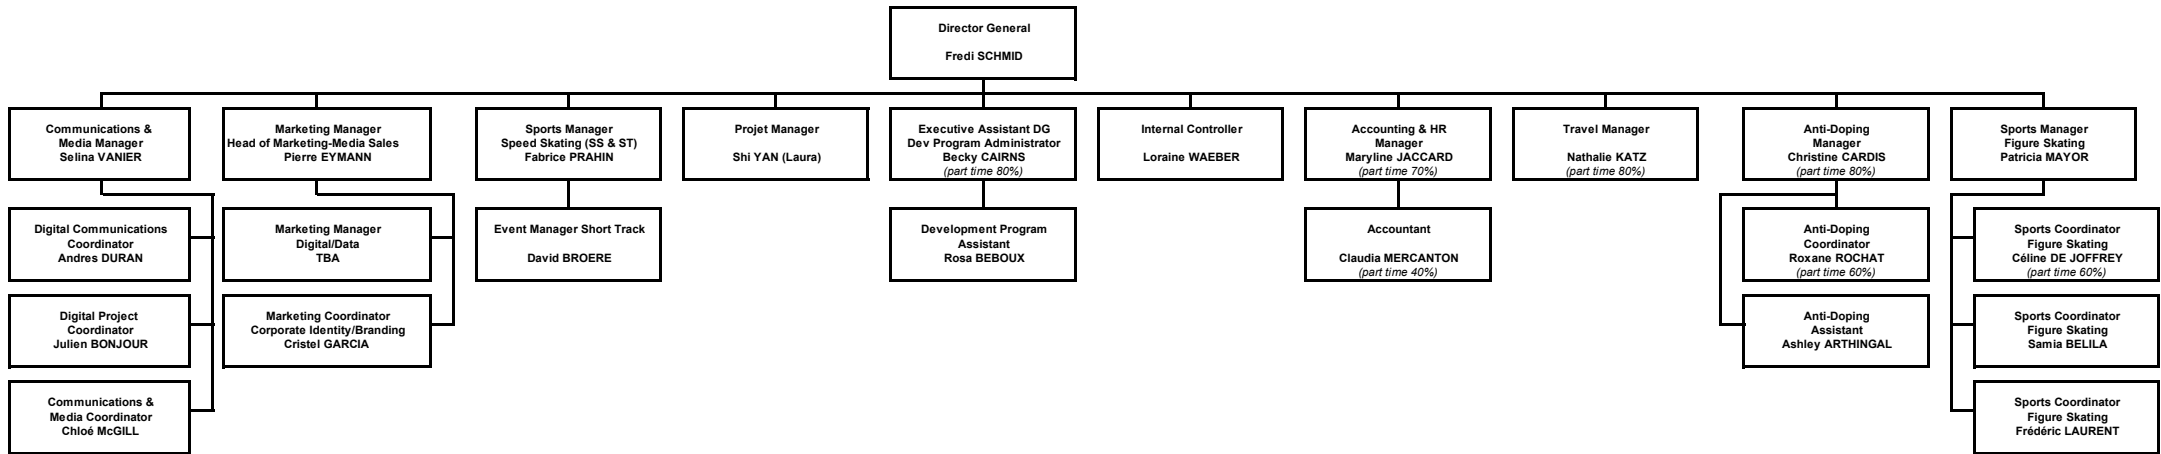 Director General
Fredi SCHMID
Communications &
Media Manager
Selina VANIER
Marketing Manager
Head of Marketing-Media Sales
Pierre EYMANN
Sports Manager
Speed Skating (SS & ST)
Fabrice PRAHIN
Projet Manager
Shi YAN (Laura)
Executive Assistant DG
Dev Program Administrator
Becky CAIRNS
(part time 80%)
Internal Controller
Loraine WAEBER
Accounting & HR
Manager
Maryline JACCARD
(part time 70%)
Travel Manager
Nathalie KATZ
(part time 80%)
Anti-Doping
Manager
Christine CARDIS
(part time 80%)
Sports Manager
Figure Skating
Patricia MAYOR
Digital Communications
Coordinator
Andres DURAN
Marketing Manager
Digital/Data
TBA
Event Manager Short Track
David BROERE
Development Program
Assistant
Rosa BEBOUX
Accountant
Claudia MERCANTON
(part time 40%)
Anti-Doping
Coordinator
Roxane ROCHAT
(part time 60%)
Sports Coordinator
Figure Skating
Céline DE JOFFREY
(part time 60%)
Digital Project
Coordinator
Julien BONJOUR
Marketing Coordinator
Corporate Identity/Branding
Cristel GARCIA
Anti-Doping
Assistant
Ashley ARTHINGAL
Sports Coordinator
Figure Skating
Samia BELILA
Communications &
Media Coordinator
Chloé McGILL
Sports Coordinator
Figure Skating
Frédéric LAURENT